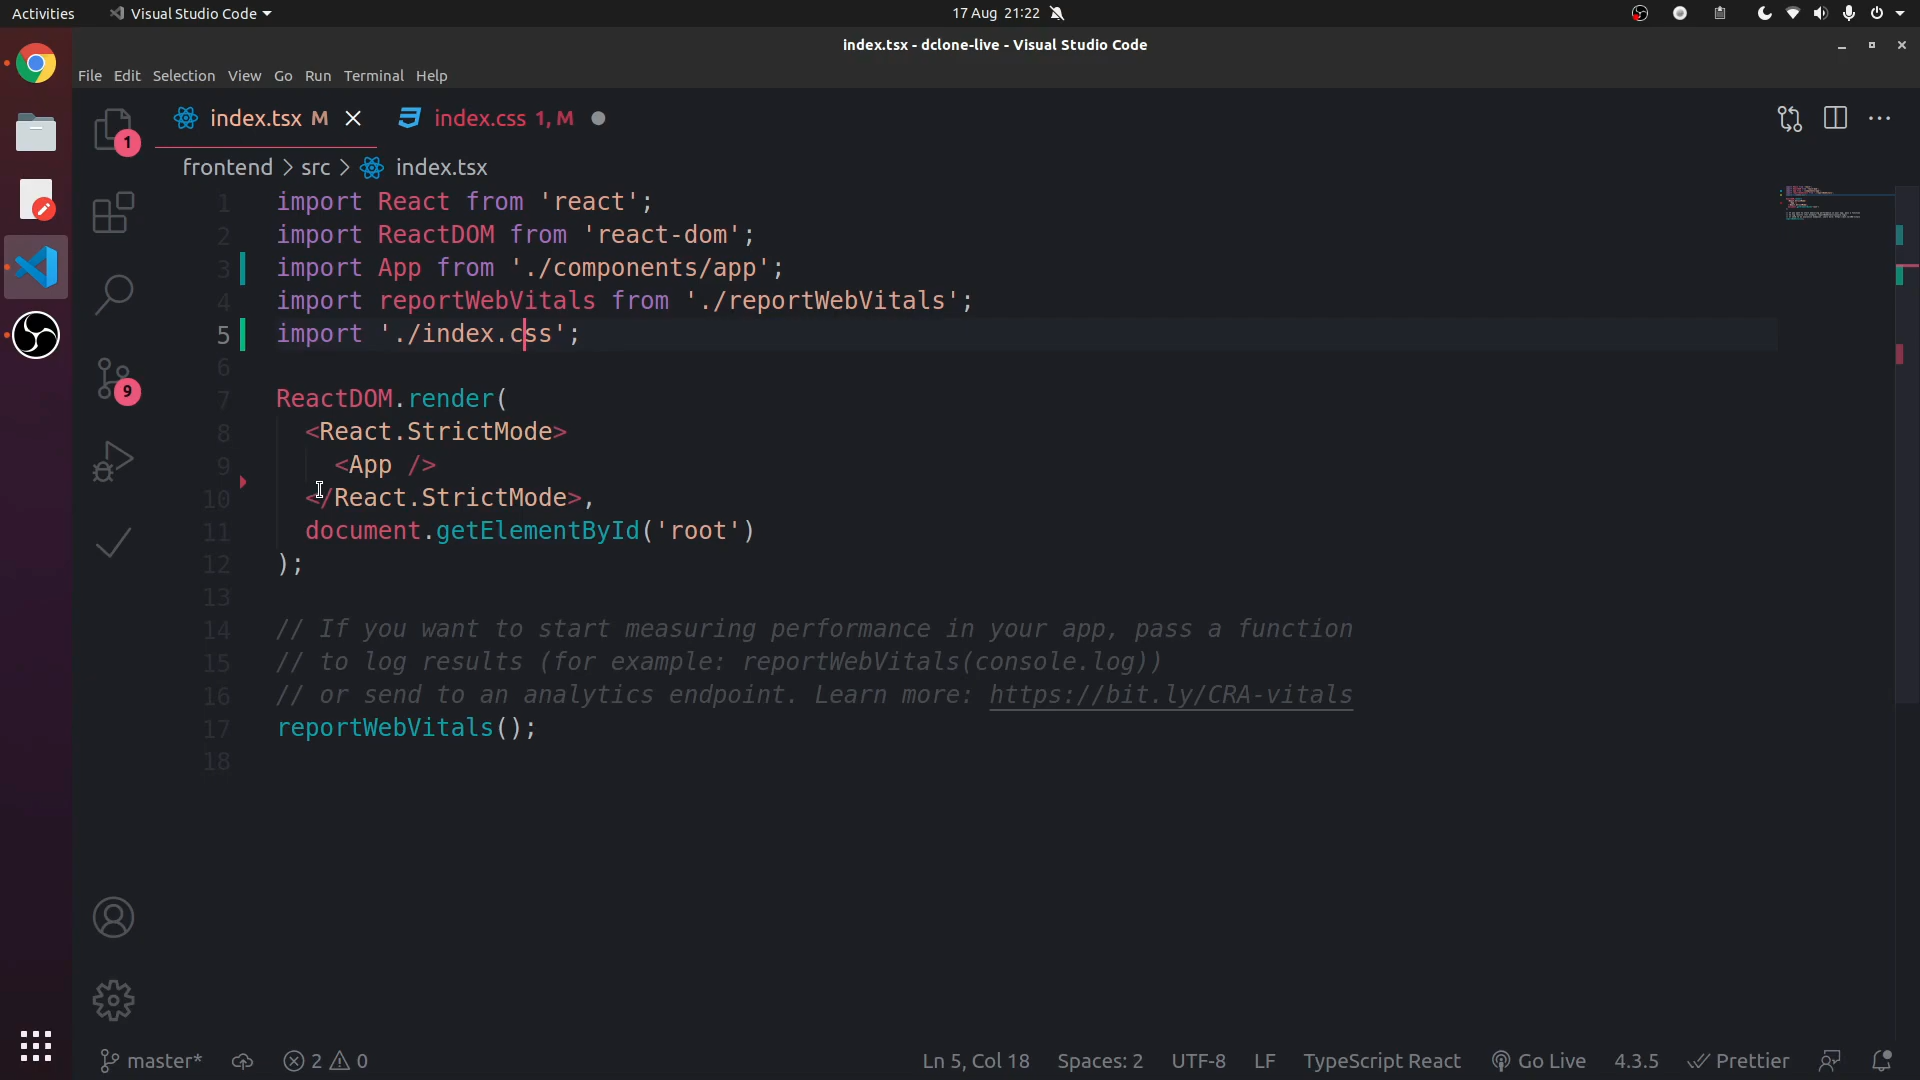 Activities
Visual Studio Code
17 Aug 21:22
index.tsx - dclone-live - Visual Studio Code
File Edit Selection View Go Run Terminal Help
1
index.tsx M
index.css 1, M
frontend > src > index.tsx
1 import React from 'react';
2 import ReactDOM from 'react-dom';
3 import App from './components/app';
4 import reportWebVitals from './reportWebVitals';
5 import './index.css';
6
7 ReactDOM.render(
8 <React.StrictMode>
9 <App />
10 </React.StrictMode>,
11 document.getElementById('root')
12 );
13
14 // If you want to start measuring performance in your app, pass a function
15 // to log results (for example: reportWebVitals(console.log))
16 // or send to an analytics endpoint. Learn more: https://bit.ly/CRA-vitals
17 reportWebVitals();
18
9
master* 2 0 Ln 5, Col 18 Spaces: 2 UTF-8 LF TypeScript React Go Live 4.3.5 Prettier